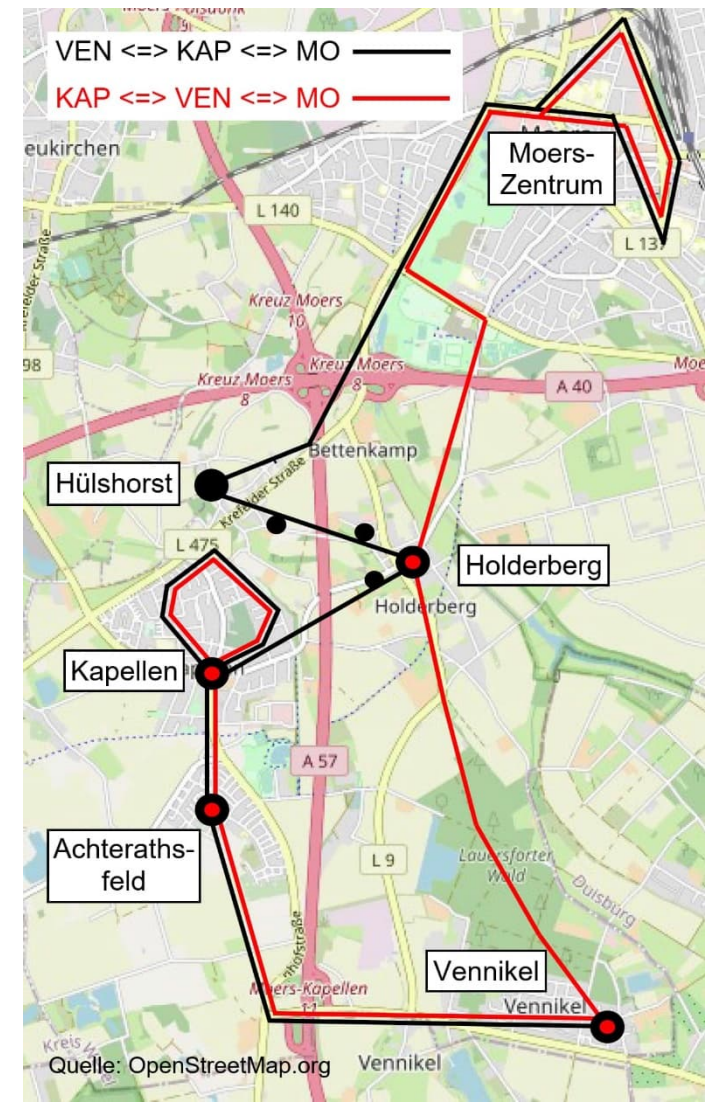 VEN <=> KAP <=> MO
KAP <=> VEN <=> MO
eukirchen
Moers-
Zentrum
L 140
L 137
Kreuz Moers
10
98
Kreuz Moers
8
Kreuz Moers
8
A 40
Bettenkamp
Hülshorst
Krefelder Straße
L 475
Holderberg
Holderberg
Kapellen
A 57
Achteraths-
feld
L 9
Lauersforter
Wald
Duisburg
Vennikel
Moers-Kapellen
11
Vennikel
Kreis
Quelle: OpenStreetMap.org
Vennikel